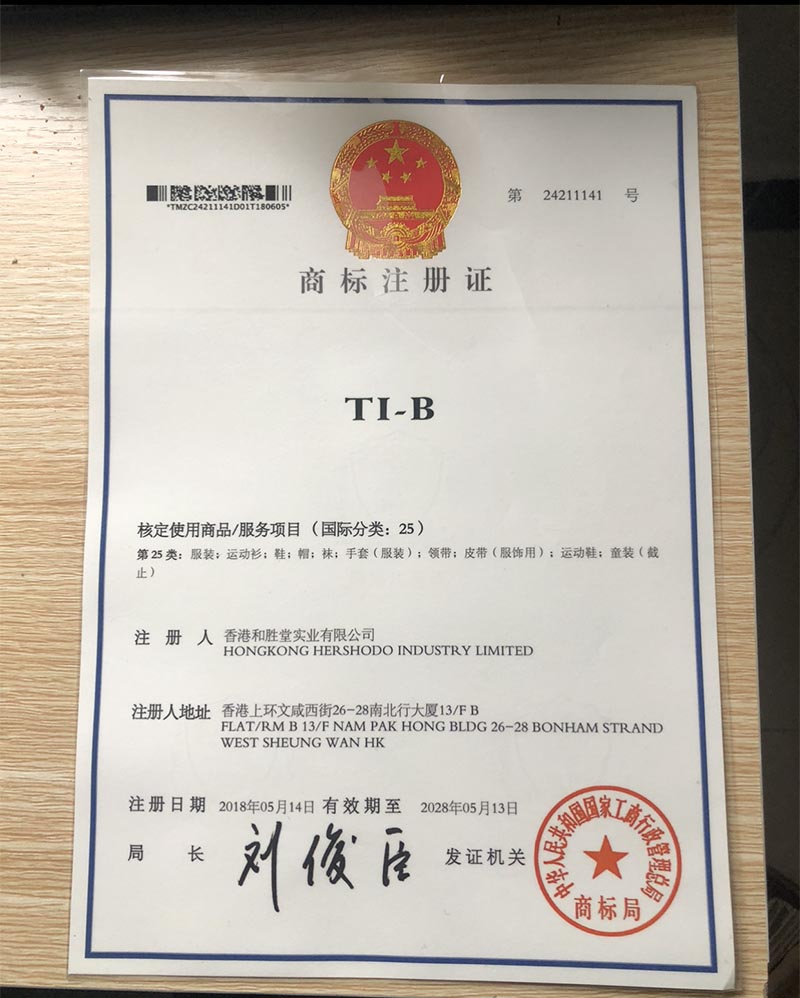 *TMZC24211141D01T180605*
第 24211141 号
商标注册证
TI-B
核定使用商品/服务项目（国际分类：25）
第25类：服装；运动衫；鞋；帽；袜；手套（服装）；领带；皮带（服饰用）；运动鞋；童装（截
止）
注册人 香港和胜堂实业有限公司
HONGKONG HERSHODO INDUSTRY LIMITED
注册人地址 香港上环文咸西街26-28南北行大厦13/F B
FLAT/RM B 13/F NAM PAK HONG BLDG 26-28 BONHAM STRAND
WEST SHEUNG WAN HK
注册日期 2018年05月14日 有效期至 2028年05月13日
局长 刘俊臣 发证机关
中华人民共和国国家工商行政管理总局
商标局